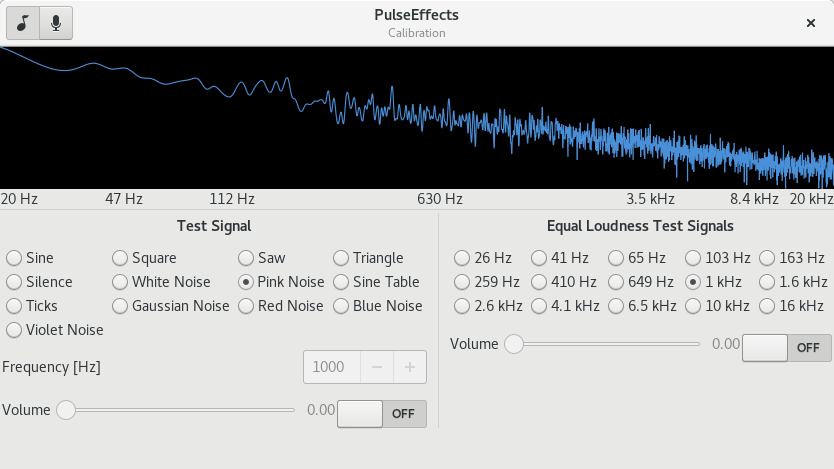 PulseEffects
Calibration
20 Hz 47 Hz 112 Hz 630 Hz 3.5 kHz 8.4 kHz 20 kHz
Test Signal
Sine Square Saw Triangle
Silence White Noise Pink Noise Sine Table
Ticks Gaussian Noise Red Noise Blue Noise
Violet Noise
Frequency [Hz] 1000 − +
Volume 0.00 OFF
Equal Loudness Test Signals
26 Hz 41 Hz 65 Hz 103 Hz 163 Hz
259 Hz 410 Hz 649 Hz 1 kHz 1.6 kHz
2.6 kHz 4.1 kHz 6.5 kHz 10 kHz 16 kHz
Volume 0.00 OFF